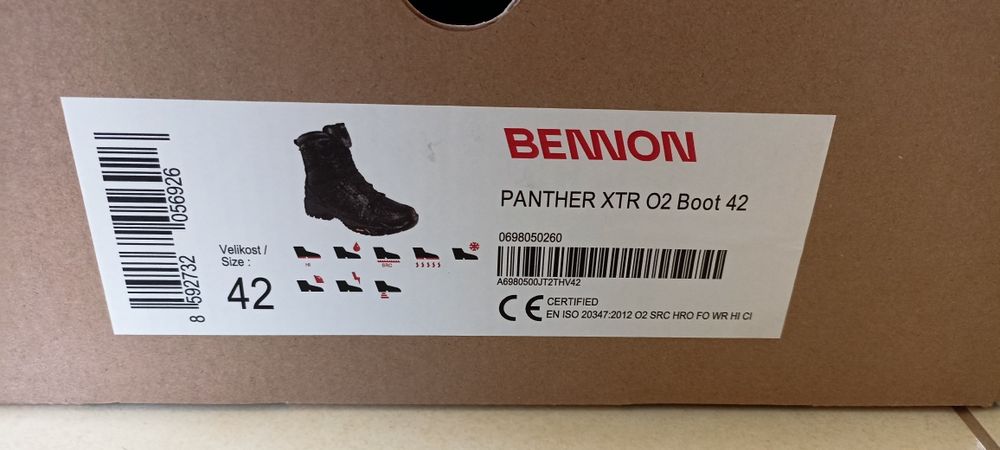 BENNON
PANTHER XTR O2 Boot 42
0698050260
A6980500JT2THV42
CE CERTIFIED
EN ISO 20347:2012 O2 SRC HRO FO WR HI CI
Velikost /
Size :
42
HI
SRC
8 592732 056926